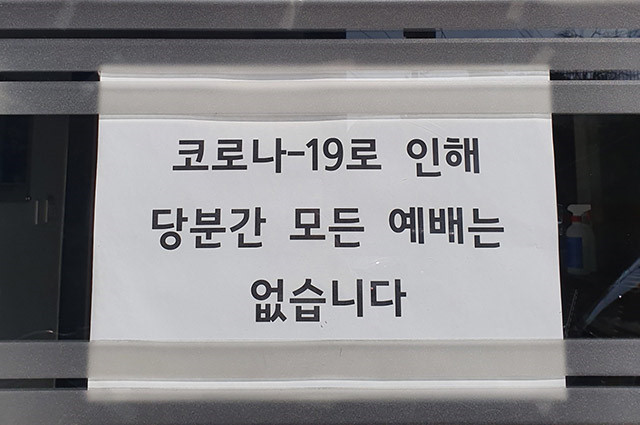 코로나-19로 인해
당분간 모든 예배는
없습니다